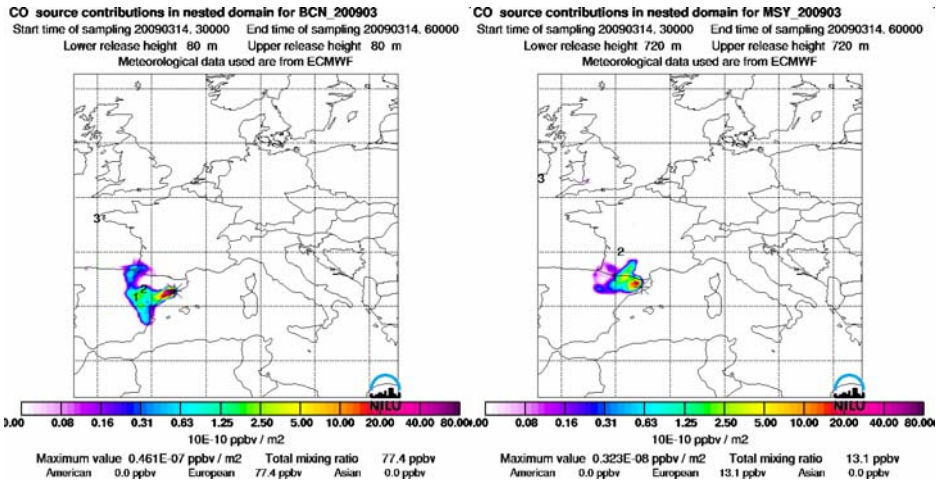 CO source contributions in nested domain for BCN_200903
Start time of sampling 20090314. 30000 End time of sampling 20090314. 60000
Lower release height 80 m Upper release height 80 m
Meteorological data used are from ECMWF
3
1 2
NILU
0.00 0.08 0.16 0.31 0.63 1.25 2.50 5.00 10.00 20.00 40.00 80.00
10E-10 ppbv / m2
Maximum value 0.461E-07 ppbv / m2 Total mixing ratio 77.4 ppbv
American 0.0 ppbv European 77.4 ppbv Asian 0.0 ppbv
CO source contributions in nested domain for MSY_200903
Start time of sampling 20090314. 30000 End time of sampling 20090314. 60000
Lower release height 720 m Upper release height 720 m
Meteorological data used are from ECMWF
3
2
NILU
0.00 0.08 0.16 0.31 0.63 1.25 2.50 5.00 10.00 20.00 40.00 80.00
10E-10 ppbv / m2
Maximum value 0.323E-08 ppbv / m2 Total mixing ratio 13.1 ppbv
American 0.0 ppbv European 13.1 ppbv Asian 0.0 ppbv